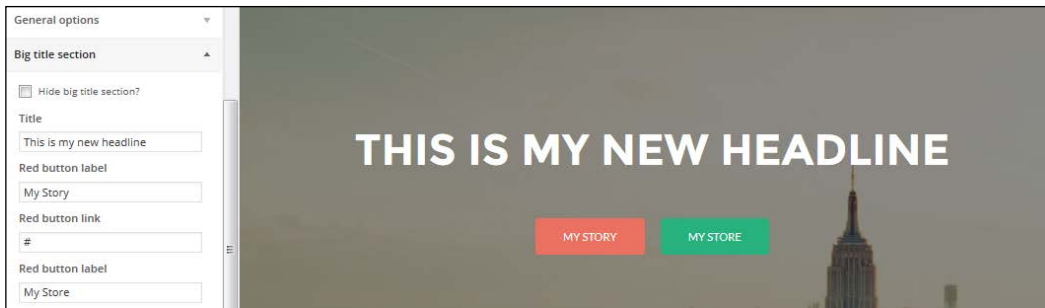 General options
Big title section
Hide big title section?
Title
This is my new headline
Red button label
My Story
Red button link
#
Red button label
My Store
THIS IS MY NEW HEADLINE
MY STORY
MY STORE